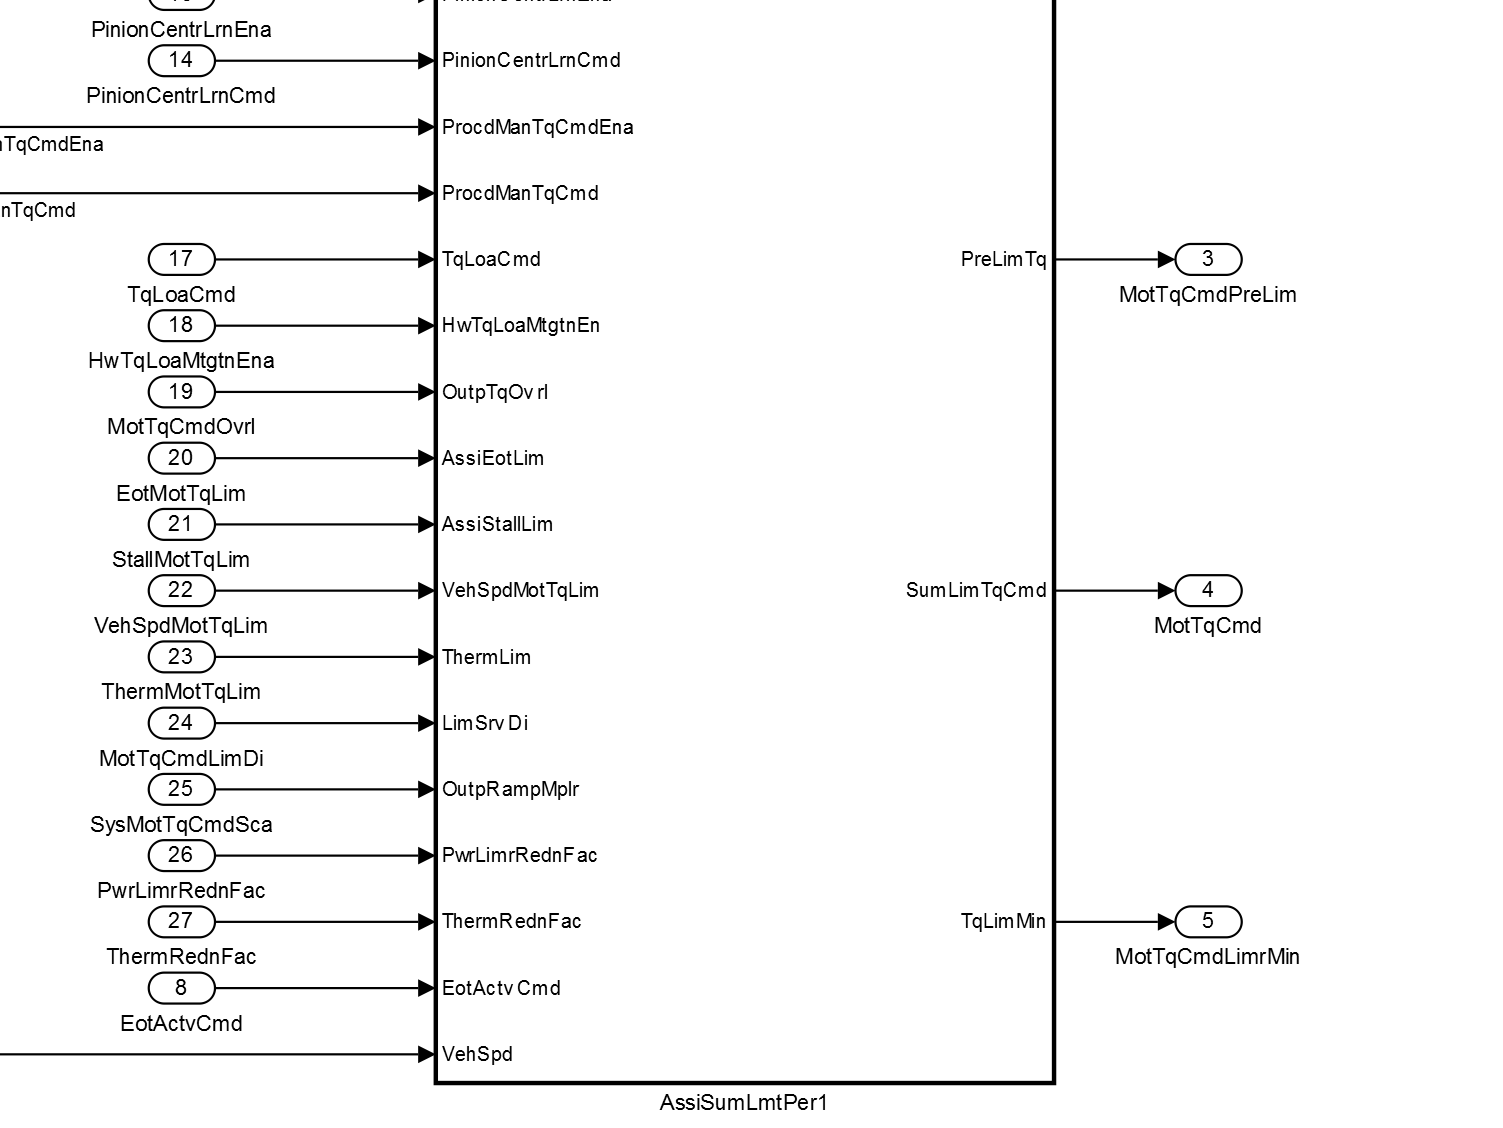 PinionCentrLrnEna
14
PinionCentrLrnCmd
PinionCentrLrnCmd
ProcdManTqCmdEna
TqCmdEna
ProcdManTqCmd
nTqCmd
17
TqLoaCmd
TqLoaCmd
PreLimTq
3
MotTqCmdPreLim
18
HwTqLoaMtgtnEn
HwTqLoaMtgtnEna
19
OutpTqOvrl
MotTqCmdOvrl
20
AssiEotLim
EotMotTqLim
21
AssiStallLim
StallMotTqLim
22
VehSpdMotTqLim
SumLimTqCmd
4
VehSpdMotTqLim
MotTqCmd
23
ThermLim
ThermMotTqLim
24
LimSrvDi
MotTqCmdLimDi
25
OutpRampMplr
SysMotTqCmdSca
26
PwrLimrRednFac
PwrLimrRednFac
27
ThermRednFac
TqLimMin
5
ThermRednFac
MotTqCmdLimrMin
8
EotActvCmd
EotActvCmd
VehSpd
AssiSumLmtPer1